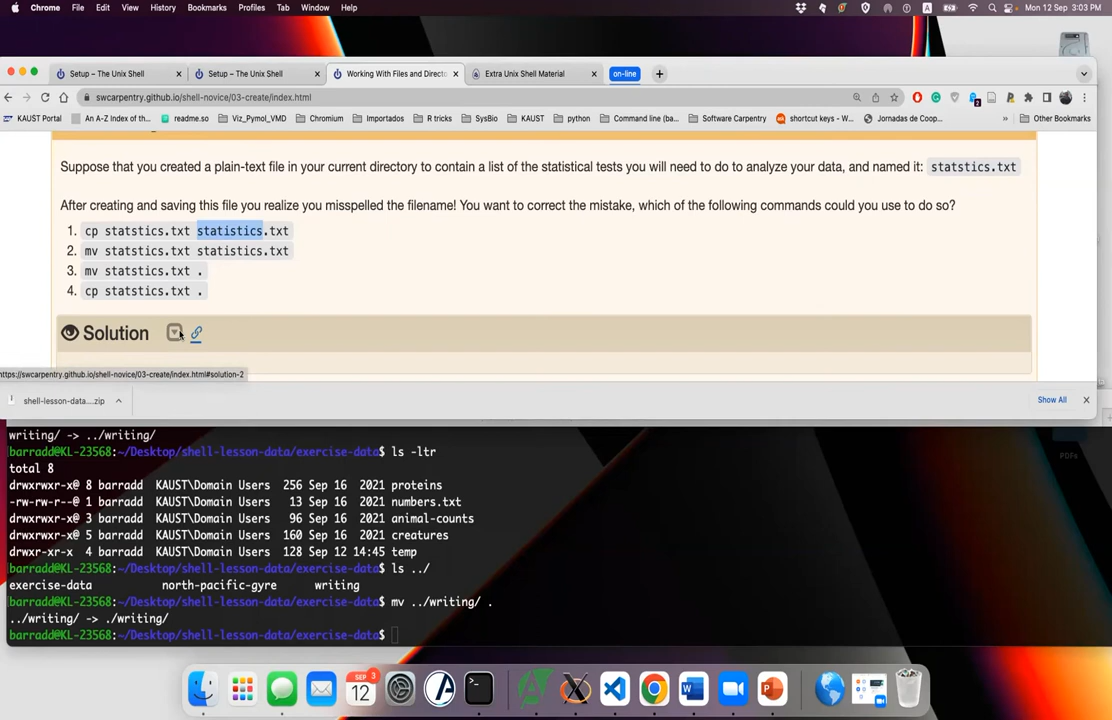 Chrome File Edit View History Bookmarks Profiles Tab Window Help A Mon 12 Sep 3:03 PM
Setup – The Unix Shell × Setup – The Unix Shell × Working With Files and Directo × Extra Unix Shell Material × on-line +
swcarpentry.github.io/shell-novice/03-create/index.html
KAUST Portal An A-Z Index of th... readme.so Viz_Pymol_VMD Chromium Importados R tricks SysBio KAUST python Command line (ba... Software Carpentry shortcut keys - W... Jornadas de Coop... » Other Bookmarks
Suppose that you created a plain-text file in your current directory to contain a list of the statistical tests you will need to do to analyze your data, and named it: statstics.txt
After creating and saving this file you realize you misspelled the filename! You want to correct the mistake, which of the following commands could you use to do so?
1. cp statstics.txt statistics.txt
2. mv statstics.txt statistics.txt
3. mv statstics.txt .
4. cp statstics.txt .
Solution
https://swcarpentry.github.io/shell-novice/03-create/index.html#solution-2
shell-lesson-data....zip Show All ×
writing/ -> ../writing/
barradd@KL-23568:~/Desktop/shell-lesson-data/exercise-data$ ls -ltr
PDFs
total 8
drwxrwxr-x@ 8 barradd KAUST\Domain Users 256 Sep 16 2021 proteins
-rw-rw-r--@ 1 barradd KAUST\Domain Users 13 Sep 16 2021 numbers.txt
drwxrwxr-x@ 3 barradd KAUST\Domain Users 96 Sep 16 2021 animal-counts
drwxrwxr-x@ 5 barradd KAUST\Domain Users 160 Sep 16 2021 creatures
drwxr-xr-x 4 barradd KAUST\Domain Users 128 Sep 12 14:45 temp
barradd@KL-23568:~/Desktop/shell-lesson-data/exercise-data$ ls ../
exercise-data north-pacific-gyre writing
barradd@KL-23568:~/Desktop/shell-lesson-data/exercise-data$ mv ../writing/ .
../writing/ -> ./writing/
barradd@KL-23568:~/Desktop/shell-lesson-data/exercise-data$
SEP 3
12